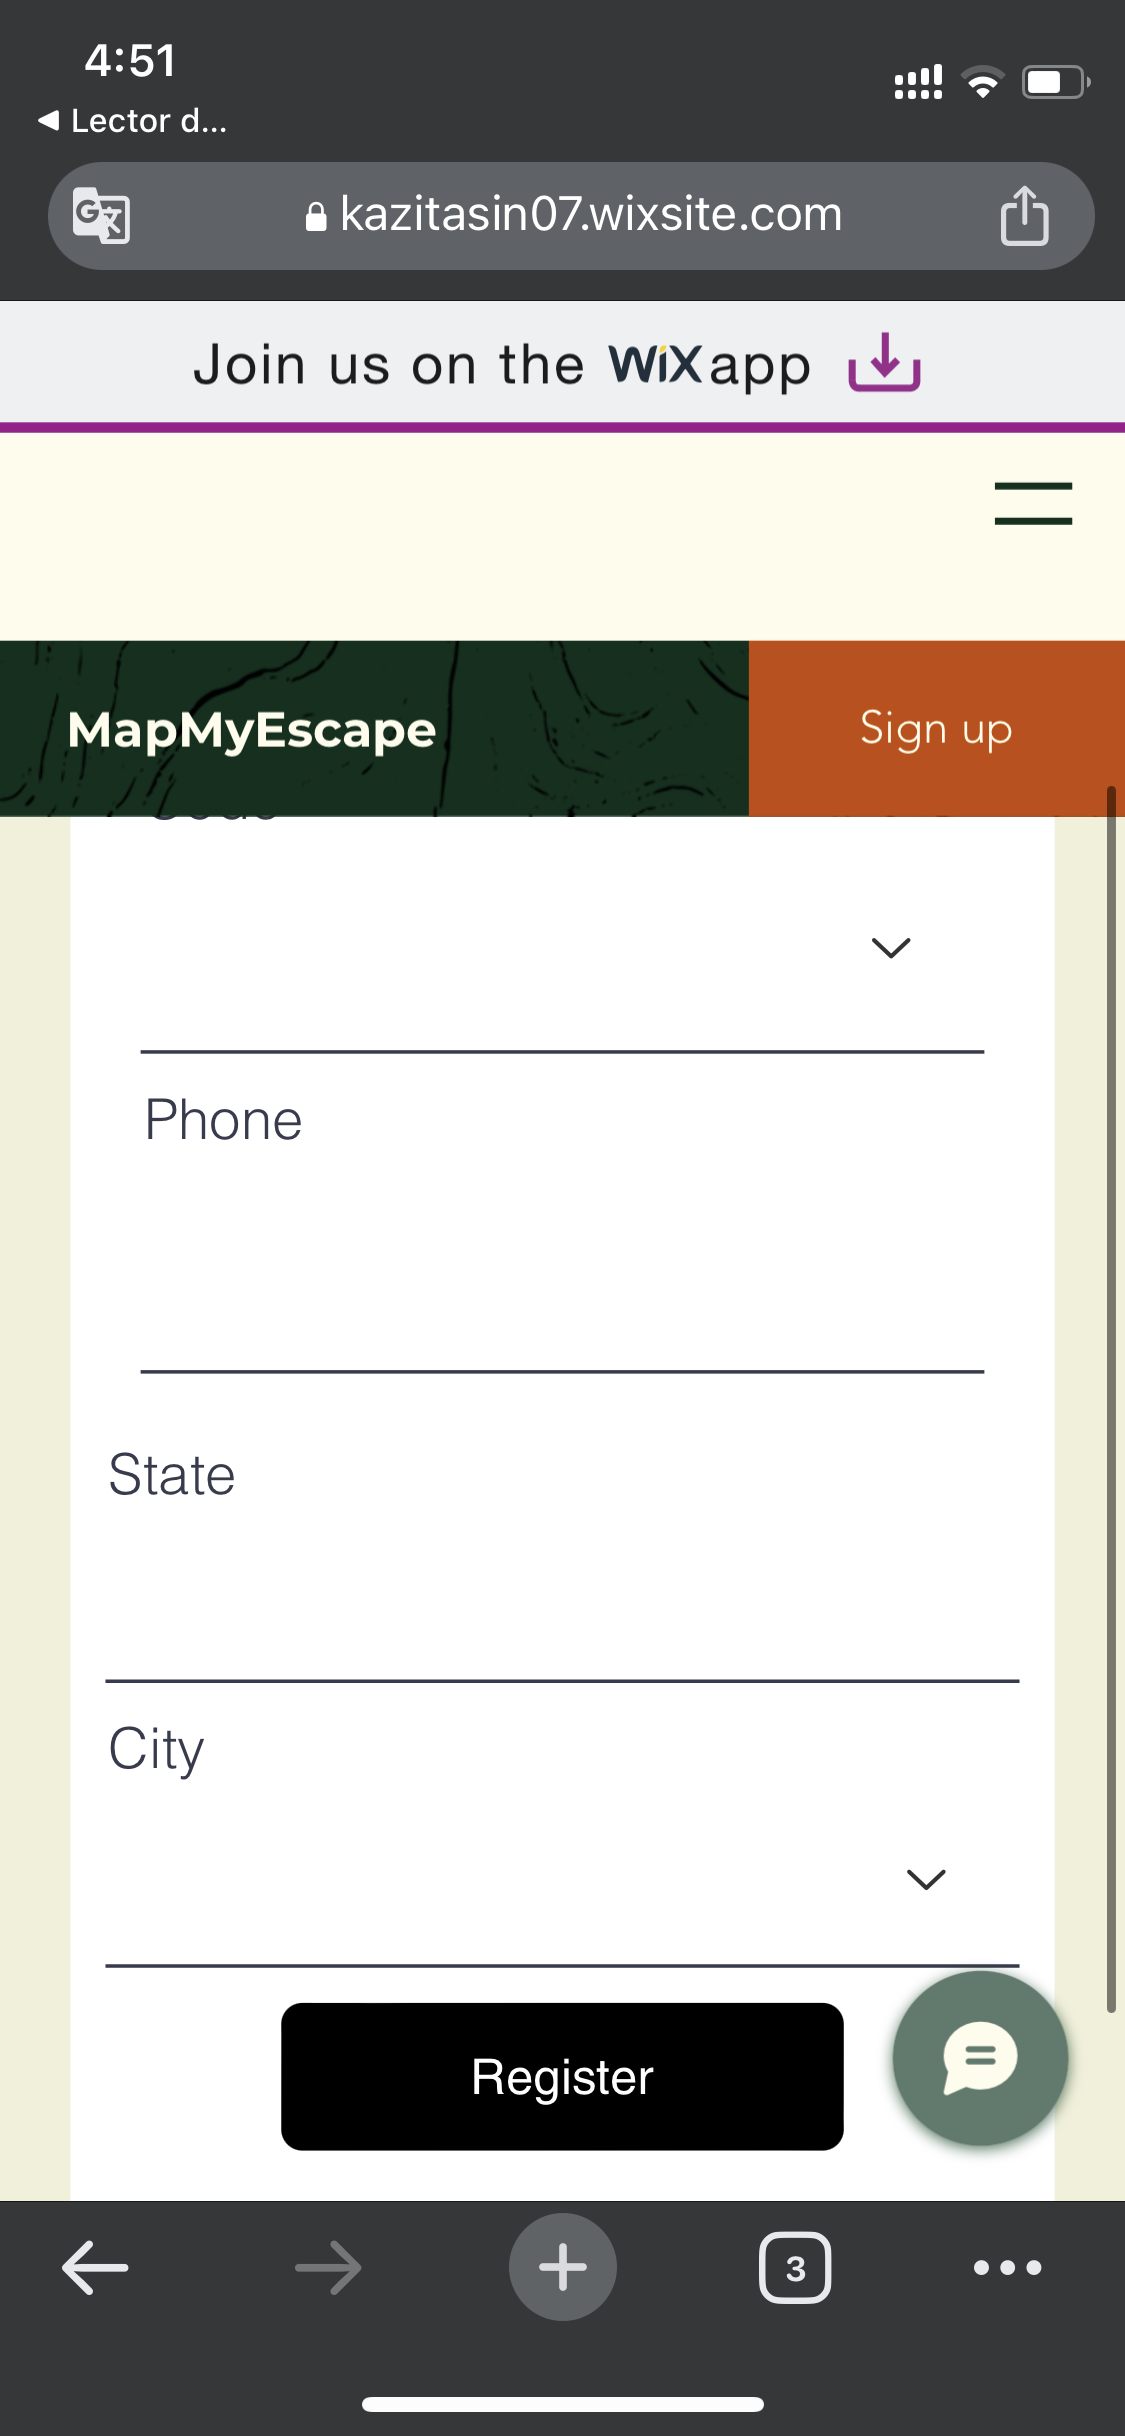 4:51
◀ Lector d...
kazitasin07.wixsite.com
Join us on the WiX app
MapMyEscape
Sign up
Phone
State
City
Register
3